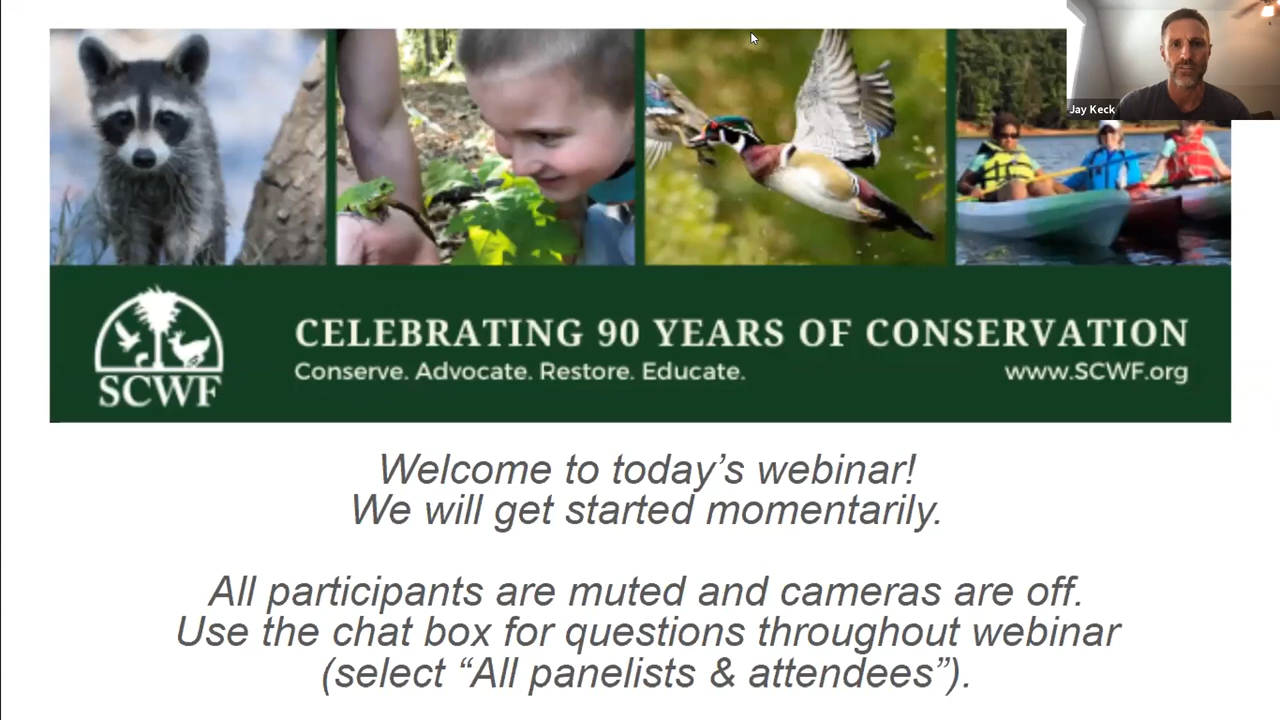 Jay Keck
SCWF
CELEBRATING 90 YEARS OF CONSERVATION
Conserve. Advocate. Restore. Educate.
www.SCWF.org
Welcome to today’s webinar!
We will get started momentarily.
All participants are muted and cameras are off.
Use the chat box for questions throughout webinar
(select “All panelists & attendees”).